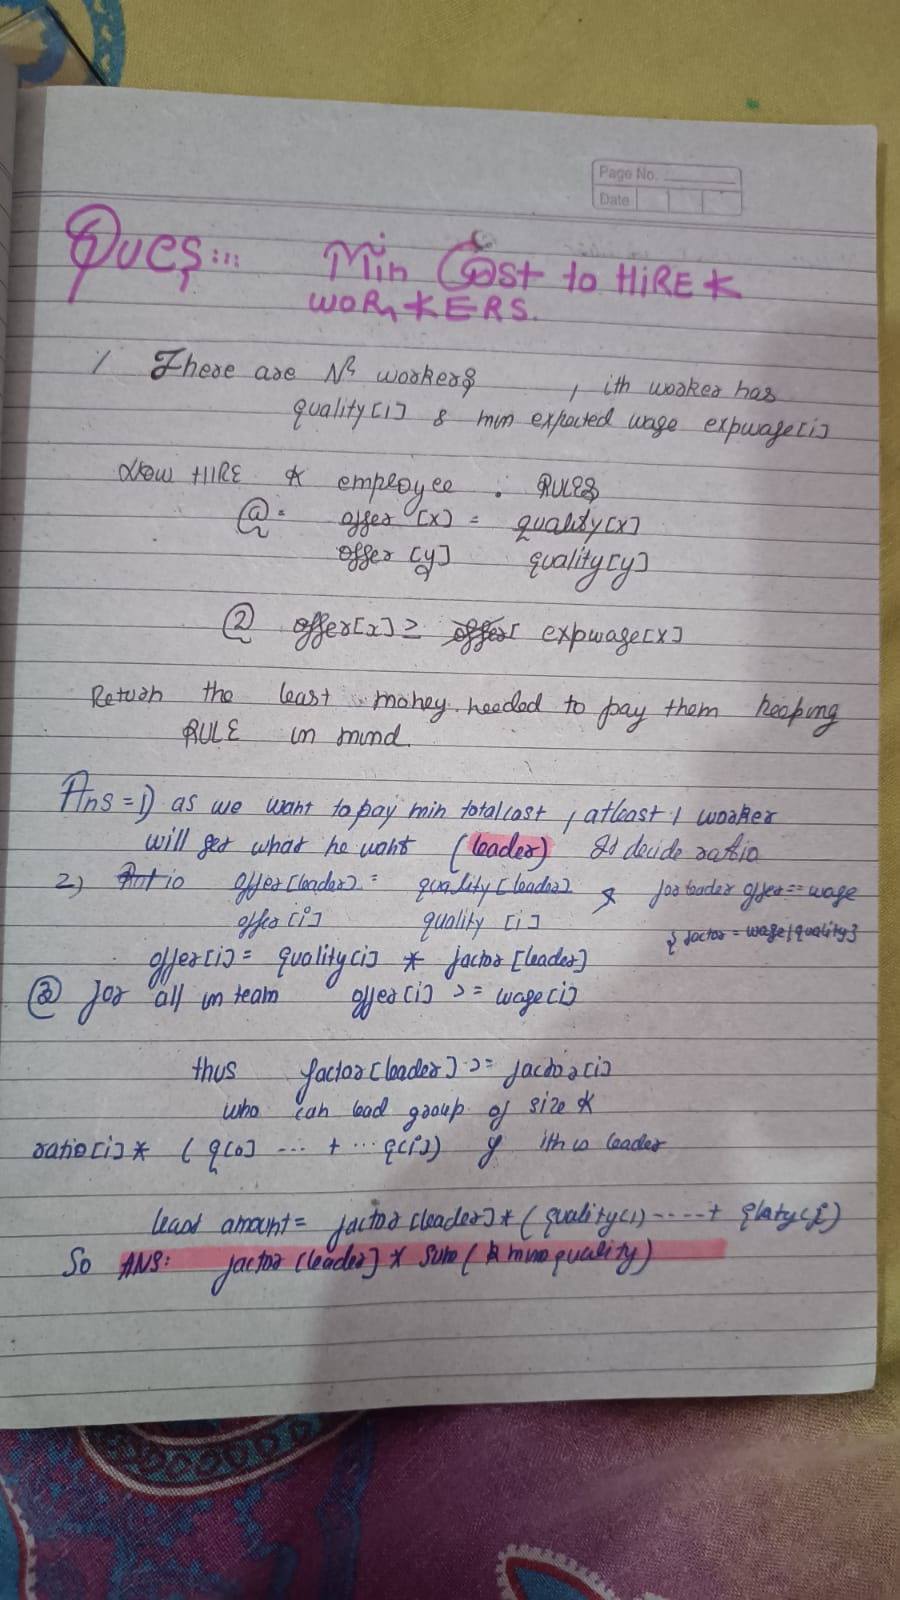 Page No.
Date
Ques:::: Min Cost to HiRE K
WORKERS.
1 There are N workers , ith worker has
quality[i] & min expected wage expwage[i]
Now HIRE K employee . RULES
@= offer [x] = quality[x]
offer [y] quality[y]
② offer[x] ≥ offer[ expwage[x]
Return the least money needed to pay them keeping
RULE in mind.
Ans = 1) as we want to pay min total cost , atleast 1 worker
will get what he want (leader) & decide ratio
2) Ratio offer(leader) = quality[leader] & for leader offer == wage
offer[i] quality [i] { factor = wage/quality}
offer[i] = quality[i] * factor[leader]
③ for all in team offer[i] >= wage[i]
thus factor[leader] >= factor[i]
who can lead group of size K
ratio[i] * ( q[0] --- + --- q[i]) if ith is leader
least amount = factor [leader] * ( quality(1) ----- + qlaty(j)
So ANS: factor [leader] * sum ( k min quality)